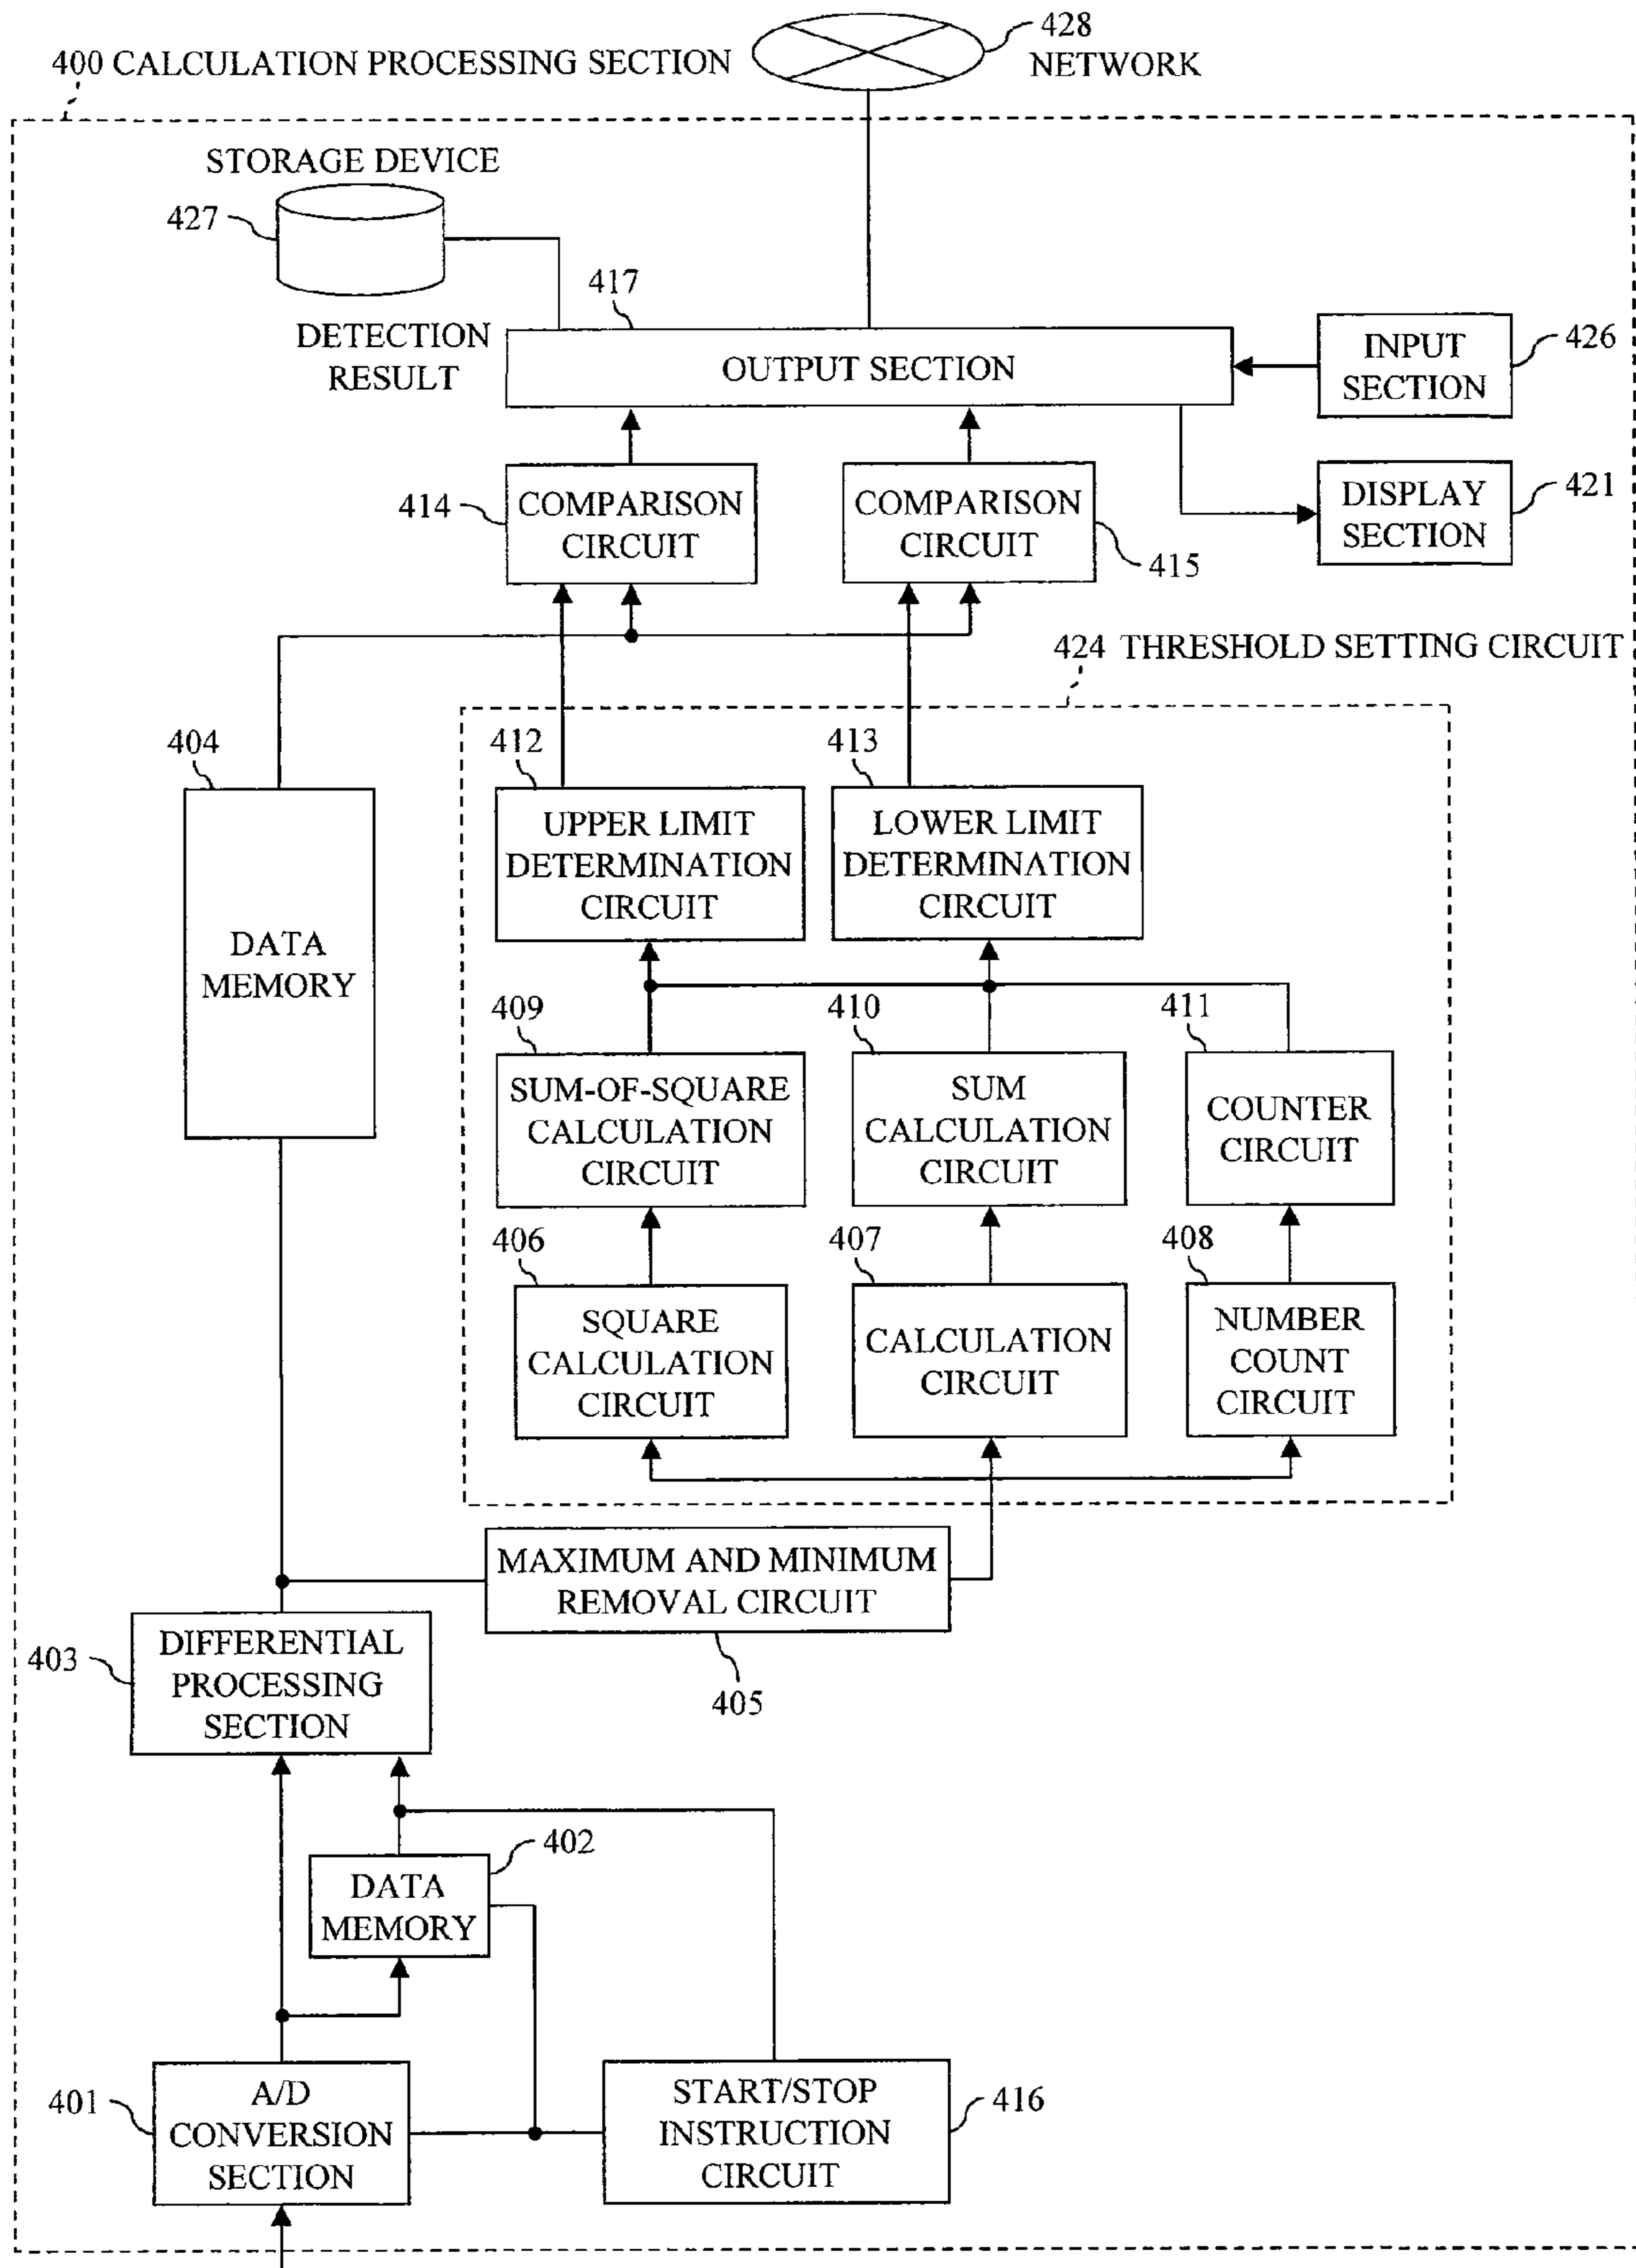 428
NETWORK
400 CALCULATION PROCESSING SECTION
STORAGE DEVICE
427
417
DETECTION
RESULT
OUTPUT SECTION
INPUT
SECTION
426
414
COMPARISON
CIRCUIT
COMPARISON
CIRCUIT
415
DISPLAY
SECTION
421
424 THRESHOLD SETTING CIRCUIT
404
DATA
MEMORY
412
UPPER LIMIT
DETERMINATION
CIRCUIT
413
LOWER LIMIT
DETERMINATION
CIRCUIT
409
SUM-OF-SQUARE
CALCULATION
CIRCUIT
410
SUM
CALCULATION
CIRCUIT
411
COUNTER
CIRCUIT
406
SQUARE
CALCULATION
CIRCUIT
407
CALCULATION
CIRCUIT
408
NUMBER
COUNT
CIRCUIT
MAXIMUM AND MINIMUM
REMOVAL CIRCUIT
405
403
DIFFERENTIAL
PROCESSING
SECTION
402
DATA
MEMORY
401
A/D
CONVERSION
SECTION
START/STOP
INSTRUCTION
CIRCUIT
416